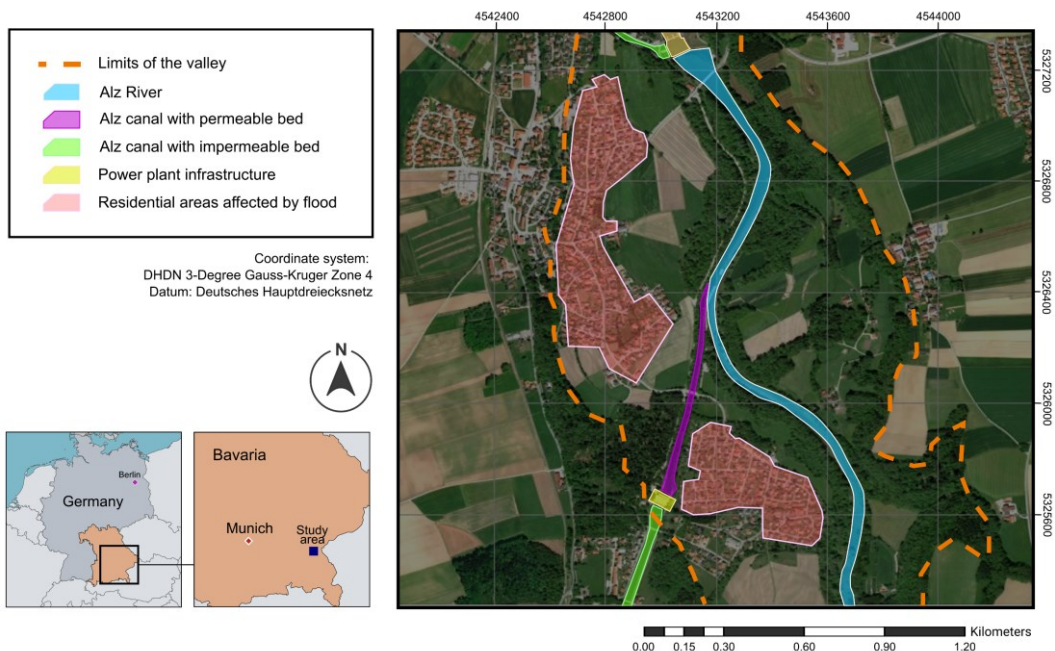 Limits of the valley
Alz River
Alz canal with permeable bed
Alz canal with impermeable bed
Power plant infrastructure
Residential areas affected by flood
Coordinate system:
DHDN 3-Degree Gauss-Kruger Zone 4
Datum: Deutsches Hauptdreiecksnetz
N
Berlin
Germany
Bavaria
Munich
Study
area
4542400 4542800 4543200 4543600 4544000
5327200
5326800
5326400
5326000
5325600
Kilometers
0.00 0.15 0.30 0.60 0.90 1.20